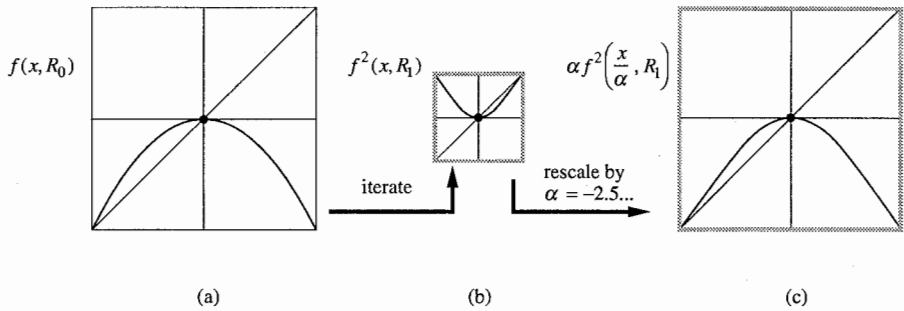 f(x, R₀)
f²(x, R₁)
αf²(x/α, R₁)
iterate
rescale by
α = −2.5...
(a)
(b)
(c)